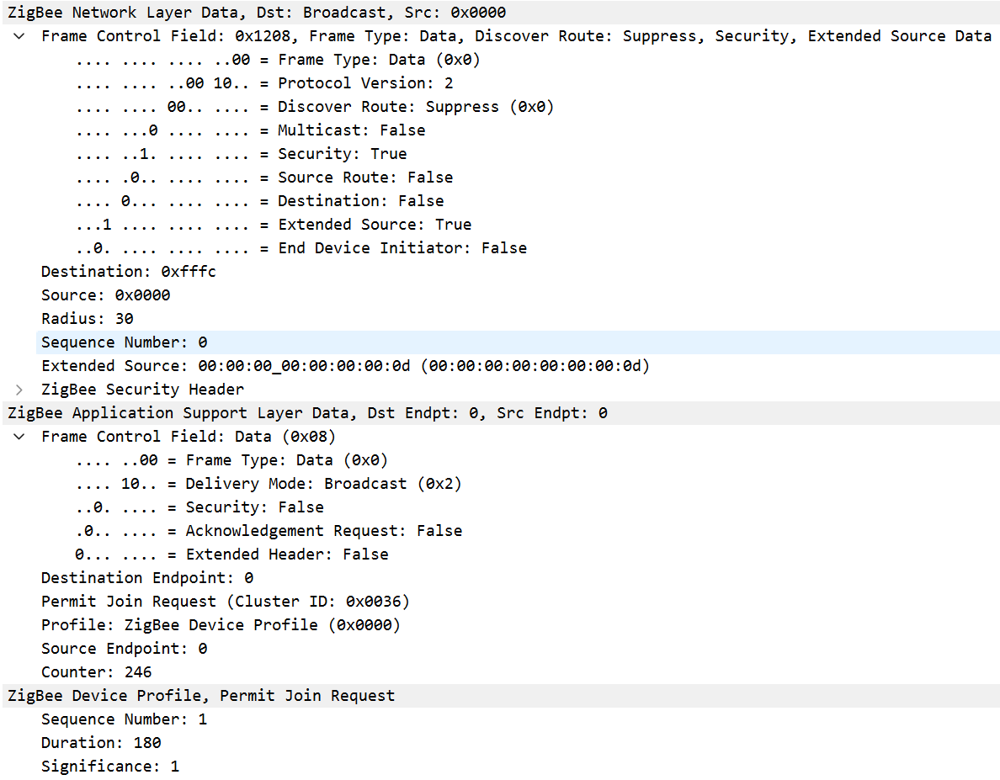 ZigBee Network Layer Data, Dst: Broadcast, Src: 0x0000
Frame Control Field: 0x1208, Frame Type: Data, Discover Route: Suppress, Security, Extended Source Data
.... .... .... ..00 = Frame Type: Data (0x0)
.... .... ..00 10.. = Protocol Version: 2
.... .... 00.. .... = Discover Route: Suppress (0x0)
.... ...0 .... .... = Multicast: False
.... ..1. .... .... = Security: True
.... .0.. .... .... = Source Route: False
.... 0... .... .... = Destination: False
...1 .... .... .... = Extended Source: True
..0. .... .... .... = End Device Initiator: False
Destination: 0xfffc
Source: 0x0000
Radius: 30
Sequence Number: 0
Extended Source: 00:00:00_00:00:00:00:0d (00:00:00:00:00:00:00:0d)
ZigBee Security Header
ZigBee Application Support Layer Data, Dst Endpt: 0, Src Endpt: 0
Frame Control Field: Data (0x08)
.... ..00 = Frame Type: Data (0x0)
.... 10.. = Delivery Mode: Broadcast (0x2)
..0. .... = Security: False
.0.. .... = Acknowledgement Request: False
0... .... = Extended Header: False
Destination Endpoint: 0
Permit Join Request (Cluster ID: 0x0036)
Profile: ZigBee Device Profile (0x0000)
Source Endpoint: 0
Counter: 246
ZigBee Device Profile, Permit Join Request
Sequence Number: 1
Duration: 180
Significance: 1